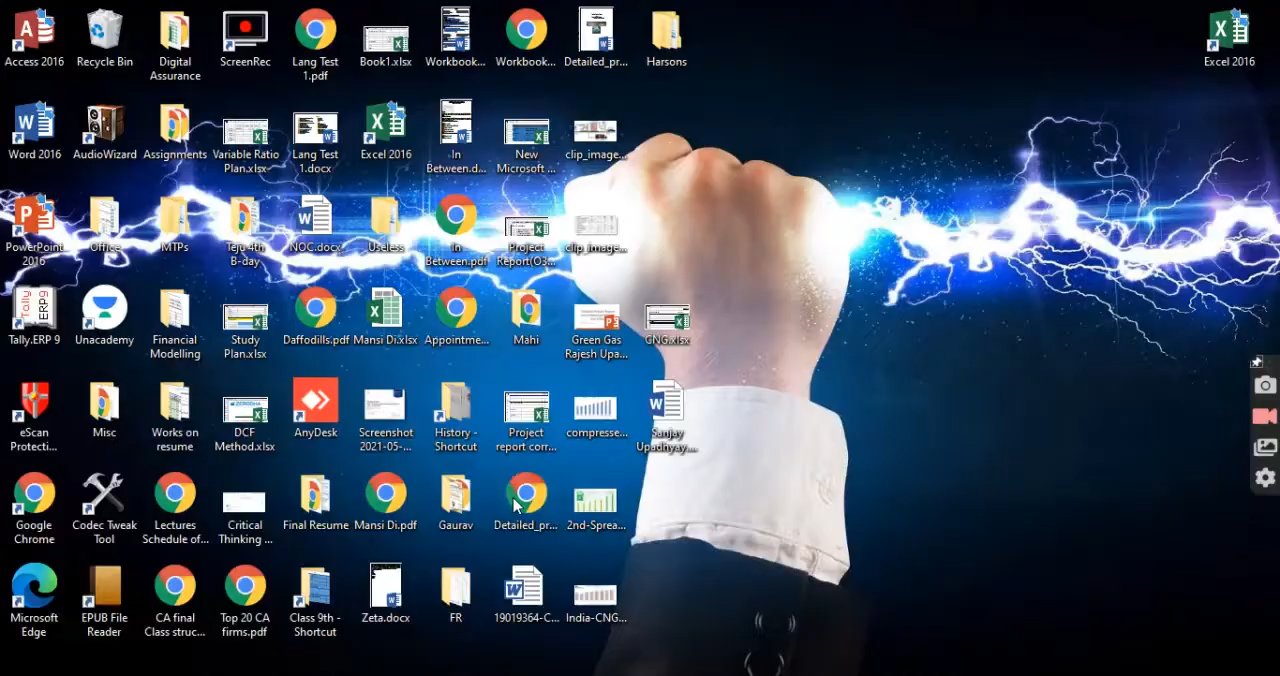 Access 2016
Recycle Bin
Digital
Assurance
ScreenRec
Lang Test
1.pdf
Book1.xlsx
Workbook...
Workbook...
Detailed_pr...
Harsons
Excel 2016
Word 2016
AudioWizard
Assignments
Variable Ratio
Plan.xlsx
Lang Test
1.docx
Excel 2016
In
Between.d...
New
Microsoft ...
clip_image...
PowerPoint
2016
Office
MTPs
Teju 4th
B-day
NOC.docx
Useless
In
Between.pdf
Project
Report(O3...
clip_image...
Tally.ERP 9
Unacademy
Financial
Modelling
Study
Plan.xlsx
Daffodills.pdf
Mansi Di.xlsx
Appointme...
Mahi
Green Gas
Rajesh Upa...
CNG.xlsx
eScan
Protecti...
Misc
Works on
resume
DCF
Method.xlsx
AnyDesk
Screenshot
2021-05-...
History -
Shortcut
Project
report corr...
compresse...
Sanjay
Upadhyay....
Google
Chrome
Codec Tweak
Tool
Lectures
Schedule of...
Critical
Thinking ...
Final Resume
Mansi Di.pdf
Gaurav
Detailed_pr...
2nd-Sprea...
Microsoft
Edge
EPUB File
Reader
CA final
Class struc...
Top 20 CA
firms.pdf
Class 9th -
Shortcut
Zeta.docx
FR
19019364-C...
India-CNG...